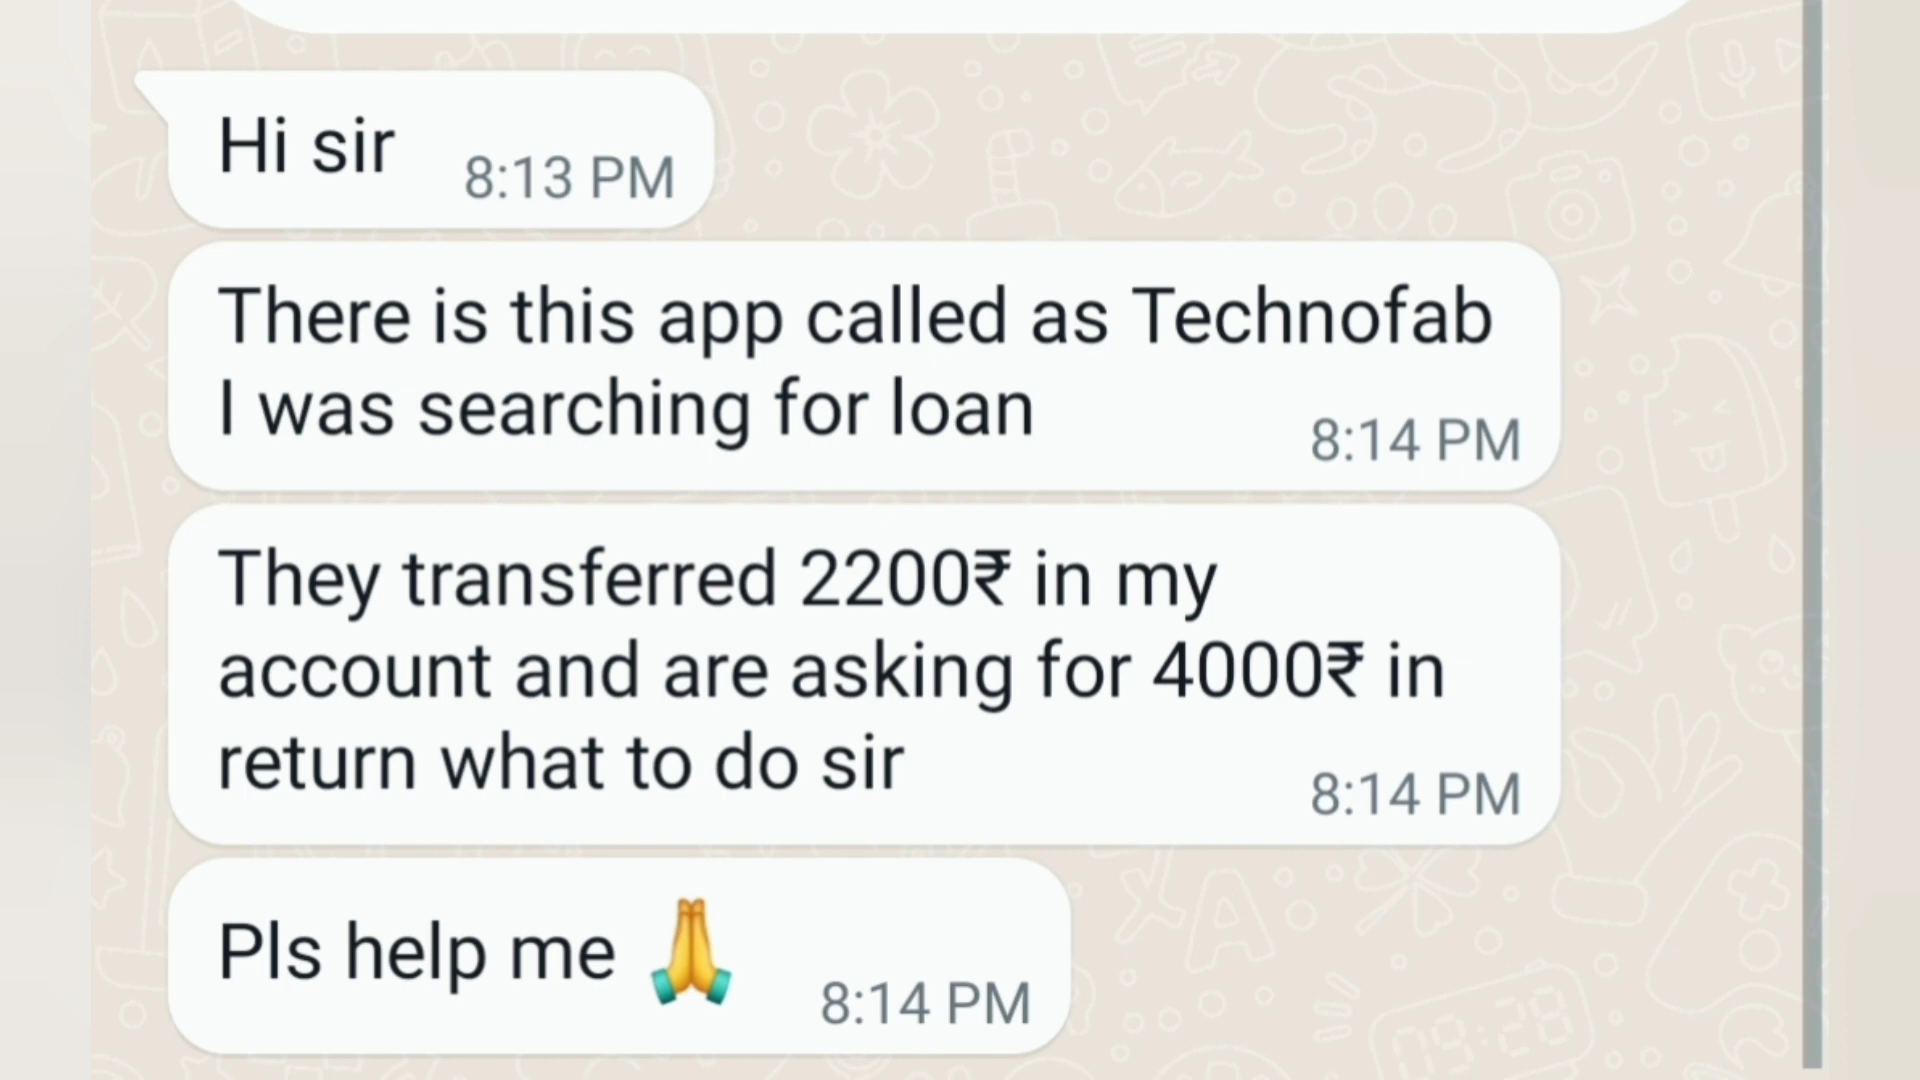 Hi sir
8:13 PM
There is this app called as Technofab
I was searching for loan
8:14 PM
They transferred 2200₹ in my
account and are asking for 4000₹ in
return what to do sir
8:14 PM
Pls help me 🙏
8:14 PM